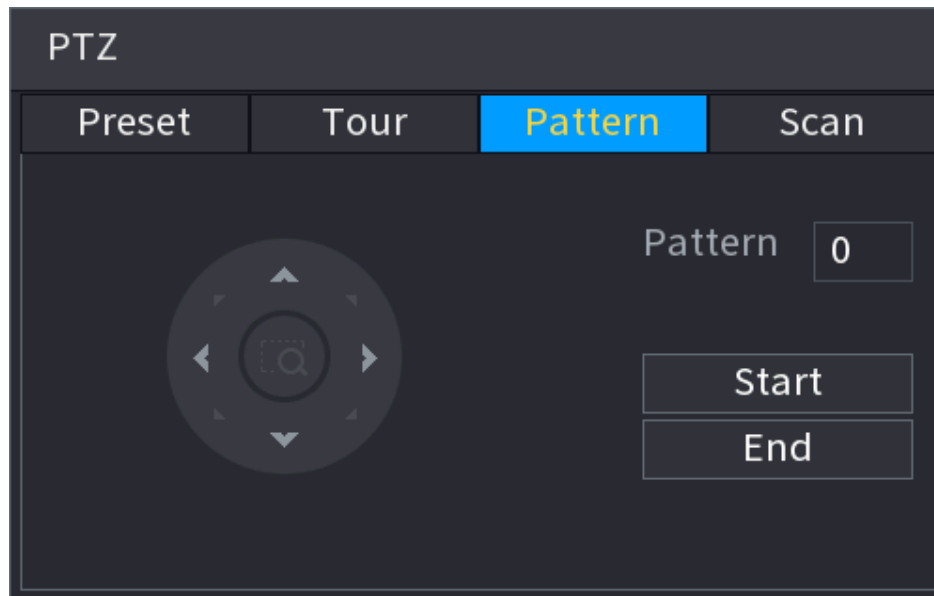 PTZ
Preset Tour Pattern Scan
Pattern 0
Start
End